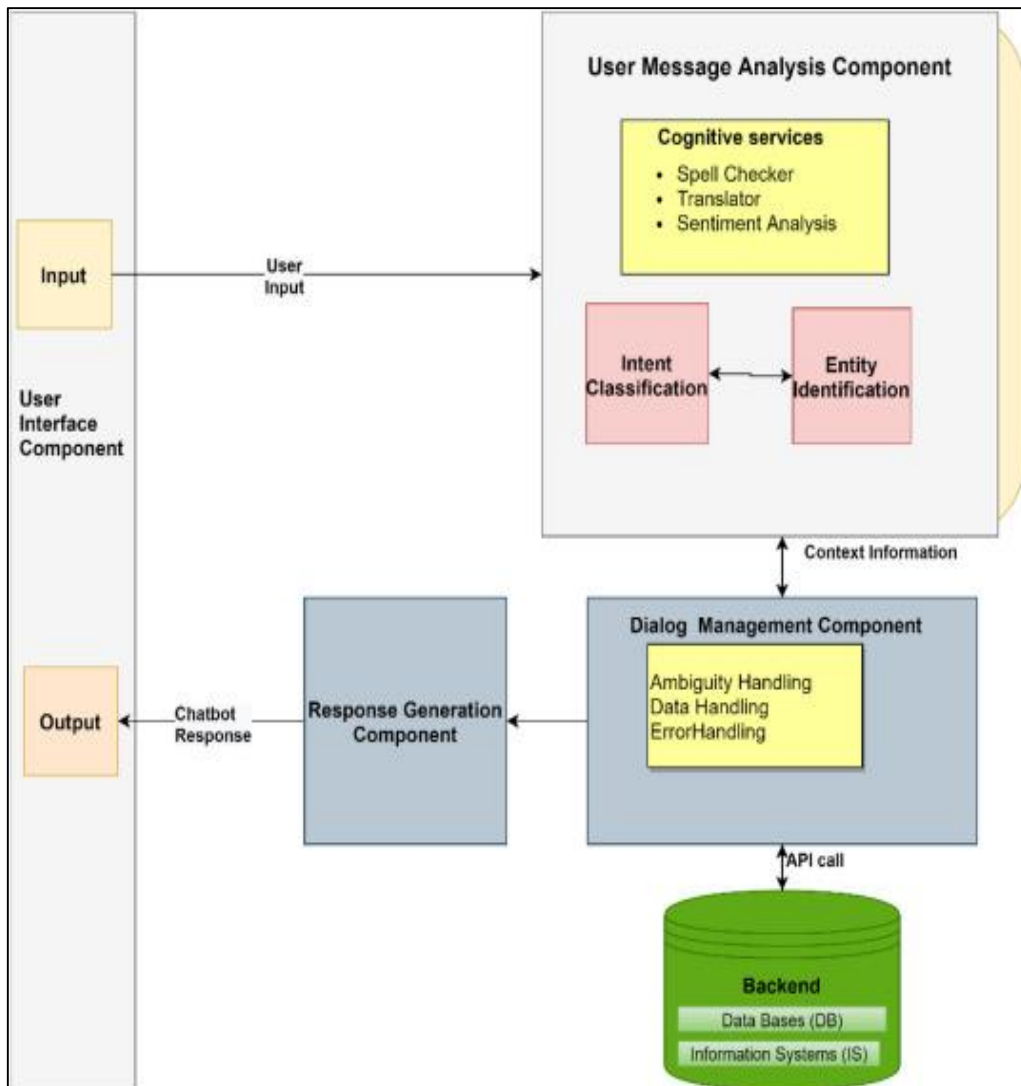 User Message Analysis Component
Cognitive services
• Spell Checker
• Translator
• Sentiment Analysis
Input
User
Input
Intent
Classification
Entity
Identification
User
Interface
Component
Context Information
Dialog Management Component
Ambiguity Handling
Data Handling
ErrorHandling
Response Generation
Component
Chatbot
Response
Output
API call
Backend
Data Bases (DB)
Information Systems (IS)